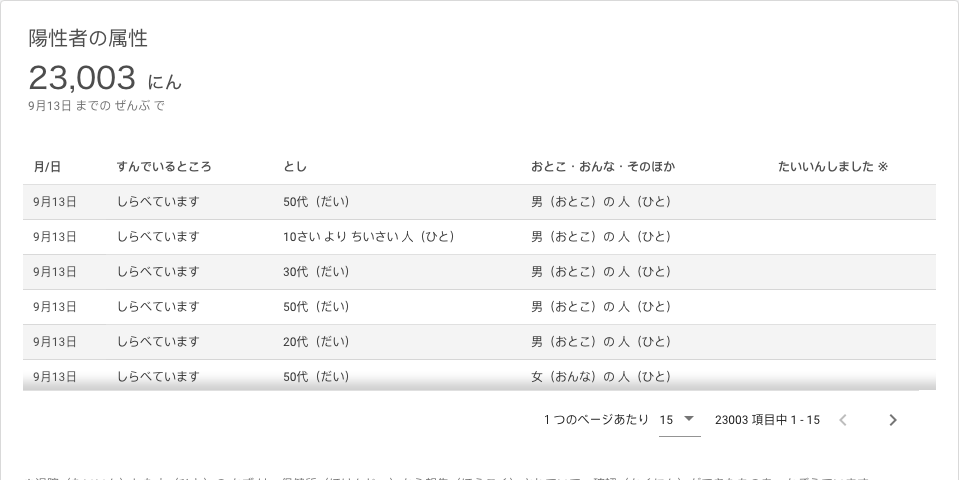 陽性者の属性
23,003 にん
9月13日 までの ぜんぶ で
月/日 すんでいるところ とし おとこ・おんな・そのほか たいいんしました ※
9月13日 しらべています 50代（だい） 男（おとこ）の 人（ひと）
9月13日 しらべています 10さい より ちいさい 人（ひと） 男（おとこ）の 人（ひと）
9月13日 しらべています 30代（だい） 男（おとこ）の 人（ひと）
9月13日 しらべています 50代（だい） 男（おとこ）の 人（ひと）
9月13日 しらべています 20代（だい） 男（おとこ）の 人（ひと）
9月13日 しらべています 50代（だい） 女（おんな）の 人（ひと）
1 つのページあたり 15 23003 項目中 1 - 15